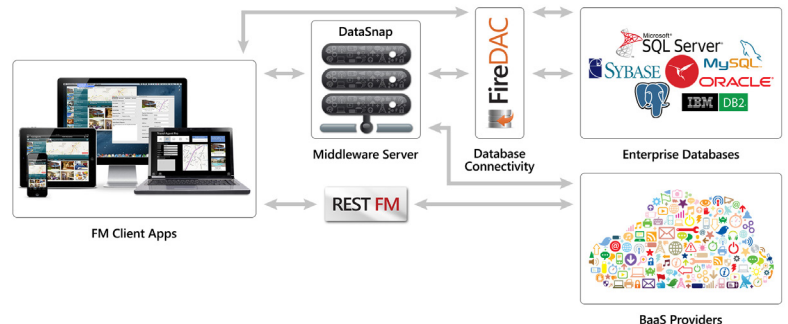 DataSnap
Middleware Server
FireDAC
Database
Connectivity
Microsoft®
SQL Server®
MySQL
SYBASE
ORACLE®
IBM DB2
Enterprise Databases
FM Client Apps
REST FM
BaaS Providers